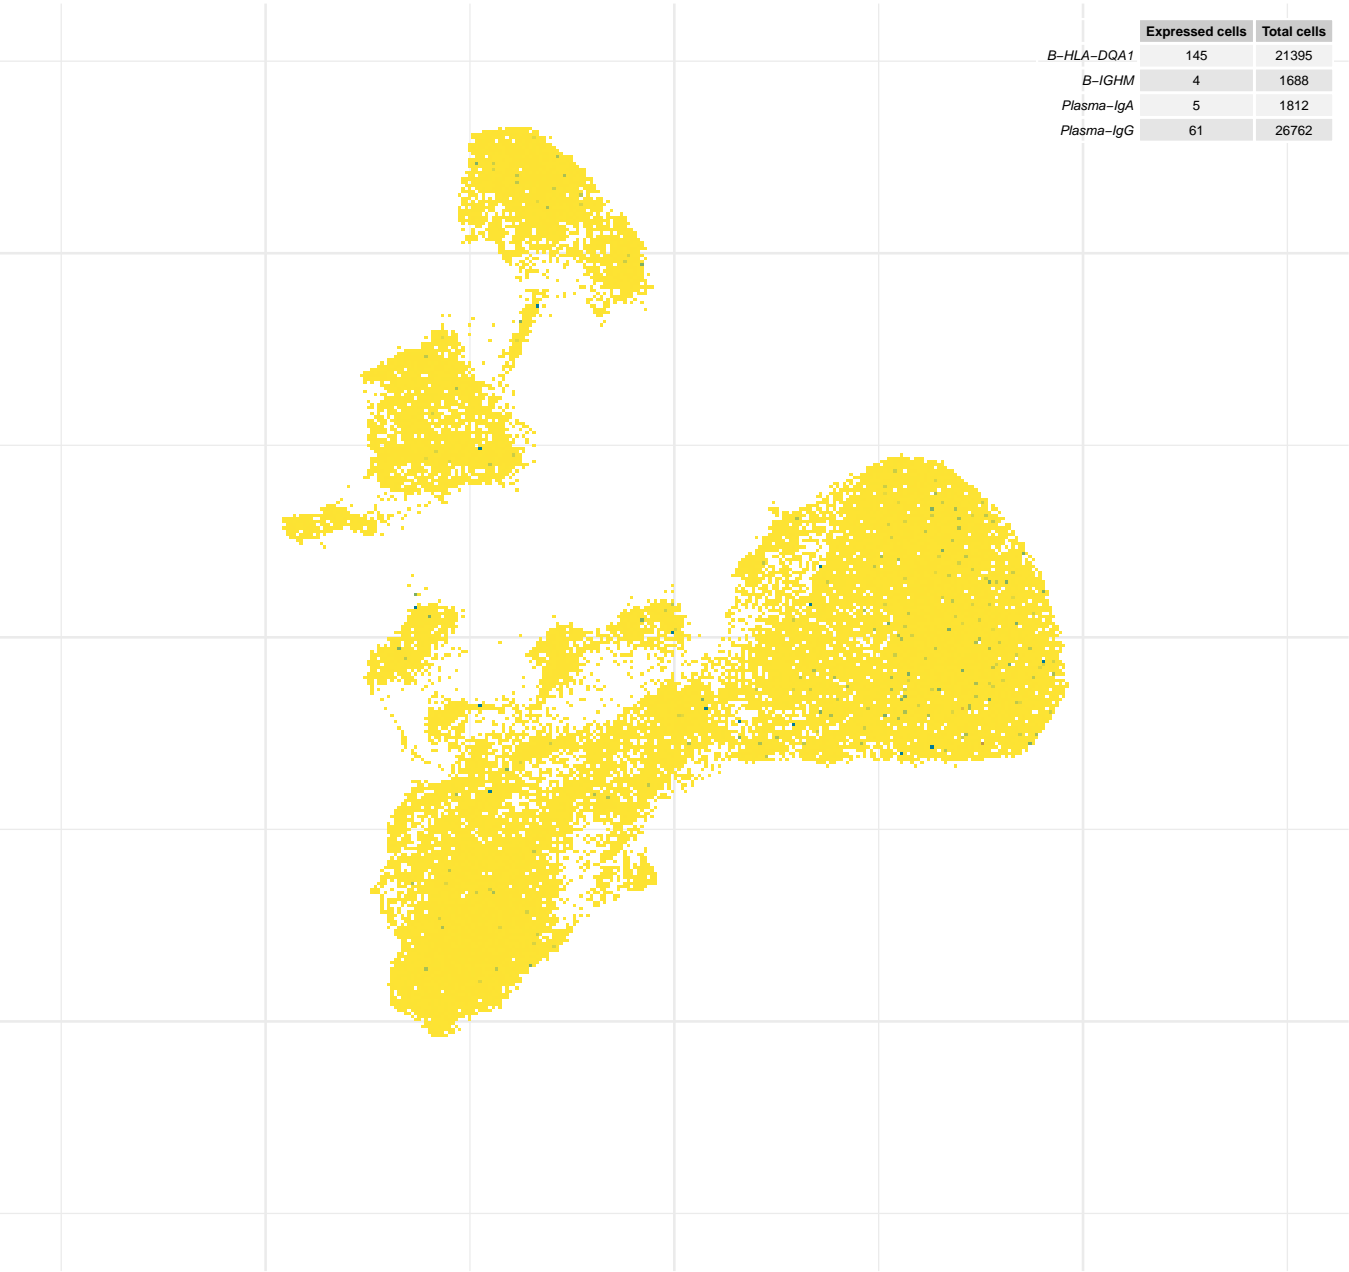 Expressed cells Total cells
B−HLA−DQA1 145 21395
B−IGHM 4 1688
Plasma−IgA 5 1812
Plasma−IgG 61 26762